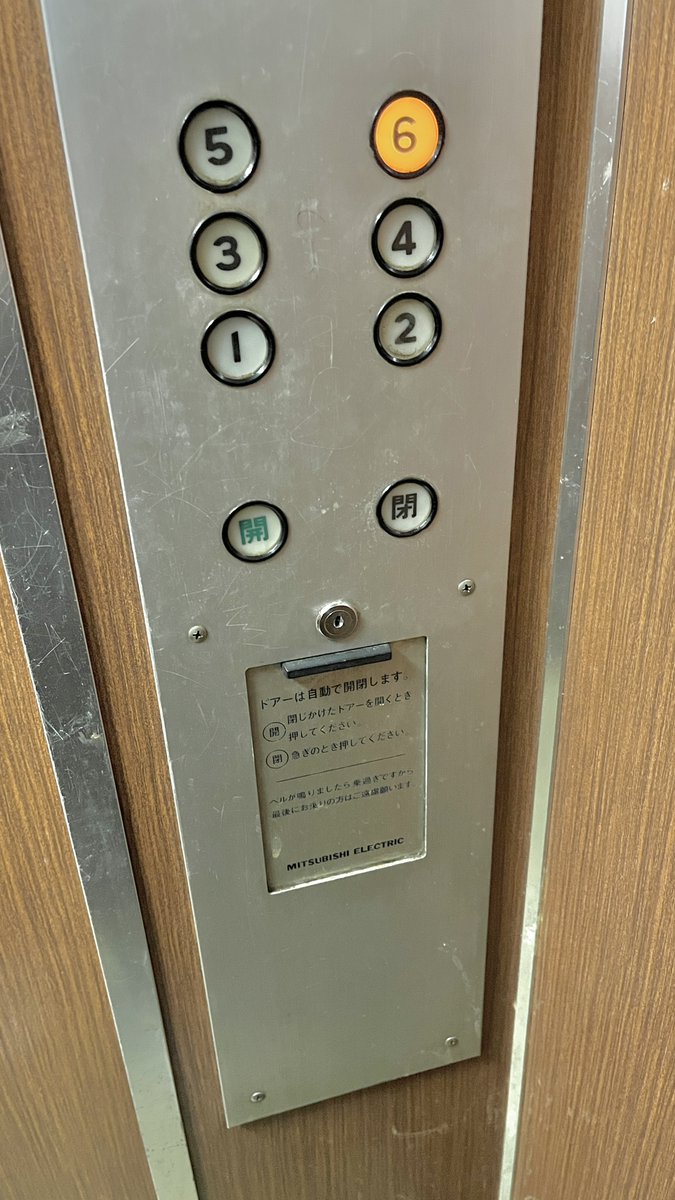 5 6
3 4
1 2
開 閉
ドアーは自動で開閉します。
開 閉じかけたドアーを開くとき
押してください。
閉 急ぎのとき押してください。
ベルが鳴りましたら乗過ぎですから
最後にお乗りの方はご遠慮願います
MITSUBISHI ELECTRIC